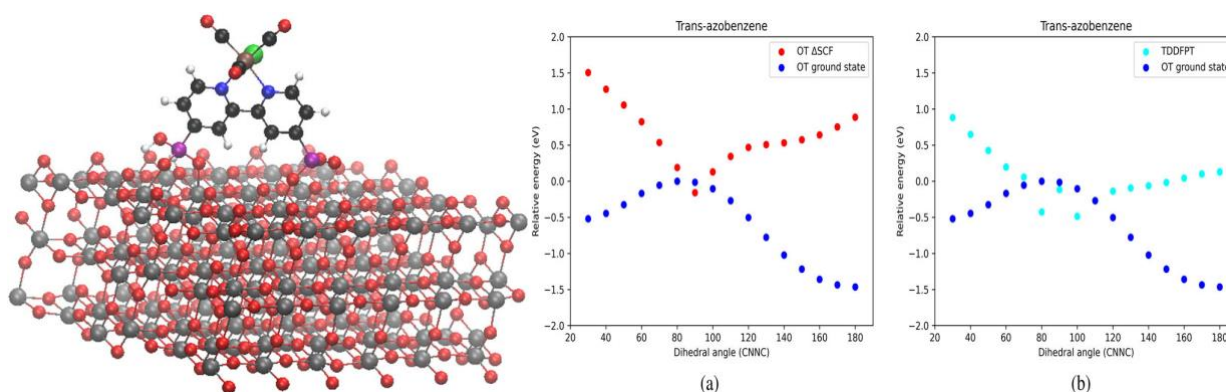 Trans-azobenzene
OT ΔSCF
OT ground state
Relative energy (eV)
2.0
1.5
1.0
0.5
0.0
−0.5
−1.0
−1.5
−2.0
20 40 60 80 100 120 140 160 180
Dihedral angle (CNNC)
(a)
Trans-azobenzene
TDDFPT
OT ground state
Relative energy (eV)
2.0
1.5
1.0
0.5
0.0
−0.5
−1.0
−1.5
−2.0
20 40 60 80 100 120 140 160 180
Dihedral angle (CNNC)
(b)